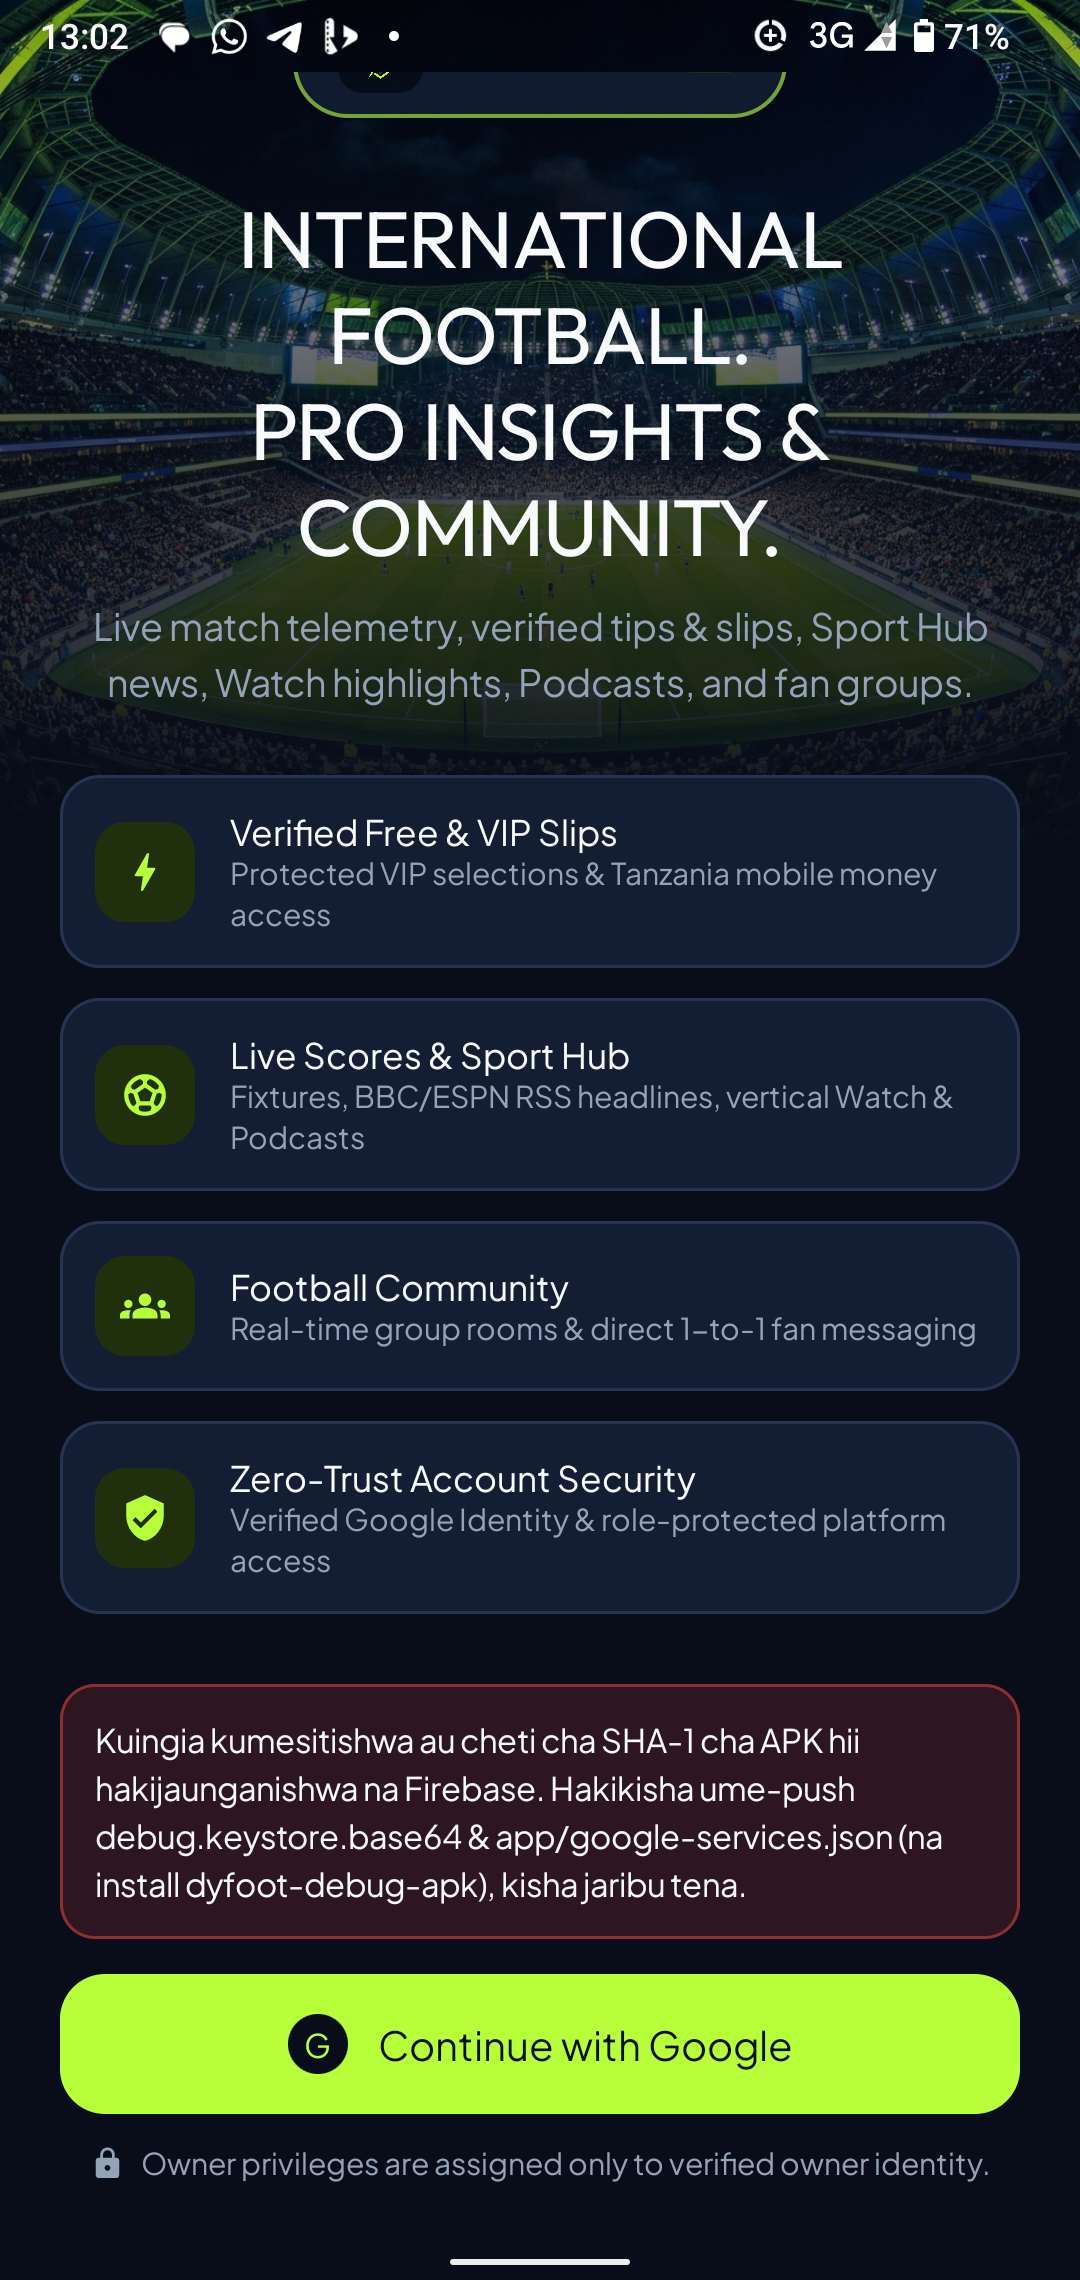 13:02
3G
71%
INTERNATIONAL
FOOTBALL.
PRO INSIGHTS &
COMMUNITY.
Live match telemetry, verified tips & slips, Sport Hub
news, Watch highlights, Podcasts, and fan groups.
Verified Free & VIP Slips
Protected VIP selections & Tanzania mobile money
access
Live Scores & Sport Hub
Fixtures, BBC/ESPN RSS headlines, vertical Watch &
Podcasts
Football Community
Real-time group rooms & direct 1–to-1 fan messaging
Zero-Trust Account Security
Verified Google Identity & role-protected platform
access
Kuingia kumesitishwa au cheti cha SHA-1 cha APK hii
hakijaunganishwa na Firebase. Hakikisha ume-push
debug.keystore.base64 & app/google-services.json (na
install dyfoot-debug-apk), kisha jaribu tena.
G Continue with Google
Owner privileges are assigned only to verified owner identity.